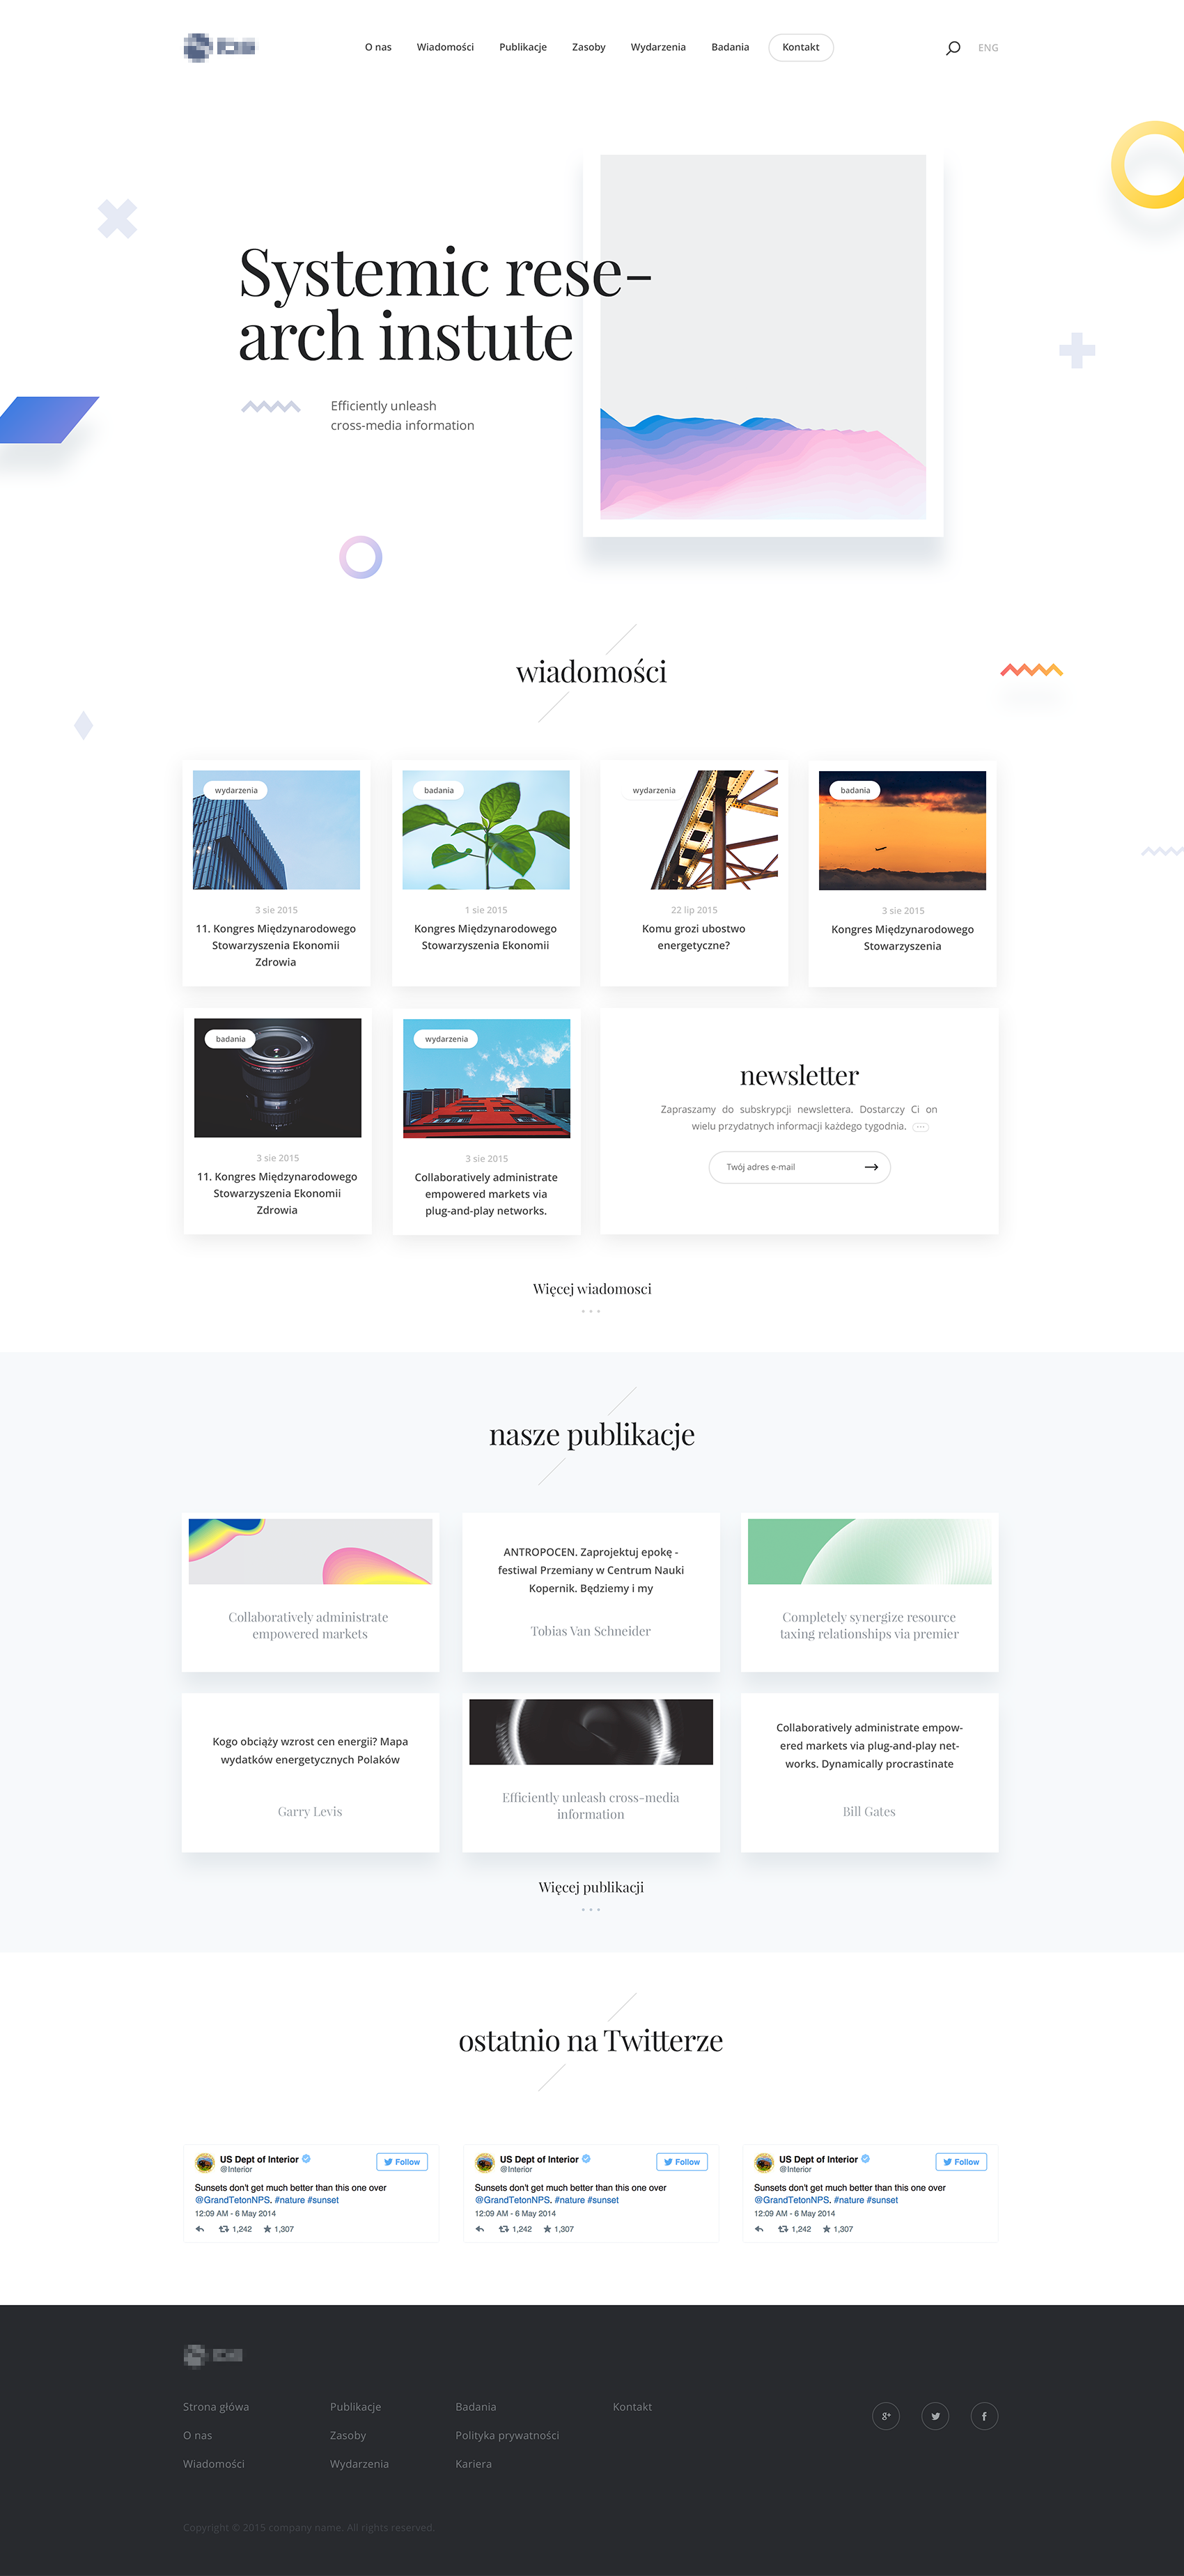 O nas Wiadomości Publikacje Zasoby Wydarzenia Badania Kontakt ENG
Systemic rese-
arch instute
Efficiently unleash
cross-media information
wiadomości
wydarzenia
3 sie 2015
11. Kongres Międzynarodowego
Stowarzyszenia Ekonomii
Zdrowia
badania
1 sie 2015
Kongres Międzynarodowego
Stowarzyszenia Ekonomii
wydarzenia
22 lip 2015
Komu grozi ubostwo
energetyczne?
badania
3 sie 2015
Kongres Międzynarodowego
Stowarzyszenia
badania
3 sie 2015
11. Kongres Międzynarodowego
Stowarzyszenia Ekonomii
Zdrowia
wydarzenia
3 sie 2015
Collaboratively administrate
empowered markets via
plug-and-play networks.
newsletter
Zapraszamy do subskrypcji newslettera. Dostarczy Ci on
wielu przydatnych informacji każdego tygodnia.
Twój adres e-mail
Więcej wiadomosci
nasze publikacje
Collaboratively administrate
empowered markets
ANTROPOCEN. Zaprojektuj epokę -
festiwal Przemiany w Centrum Nauki
Kopernik. Będziemy i my
Tobias Van Schneider
Completely synergize resource
taxing relationships via premier
Kogo obciąży wzrost cen energii? Mapa
wydatków energetycznych Polaków
Garry Levis
Efficiently unleash cross-media
information
Collaboratively administrate empow-
ered markets via plug-and-play net-
works. Dynamically procrastinate
Bill Gates
Więcej publikacji
ostatnio na Twitterze
US Dept of Interior
@Interior
Follow
Sunsets don't get much better than this one over
@GrandTetonNPS. #nature #sunset
12:09 AM - 6 May 2014
1,242 1,307
US Dept of Interior
@Interior
Follow
Sunsets don't get much better than this one over
@GrandTetonNPS. #nature #sunset
12:09 AM - 6 May 2014
1,242 1,307
US Dept of Interior
@Interior
Follow
Sunsets don't get much better than this one over
@GrandTetonNPS. #nature #sunset
12:09 AM - 6 May 2014
1,242 1,307
Strona główa
O nas
Wiadomości
Publikacje
Zasoby
Wydarzenia
Badania
Polityka prywatności
Kariera
Kontakt
Copyright © 2015 company name. All rights reserved.